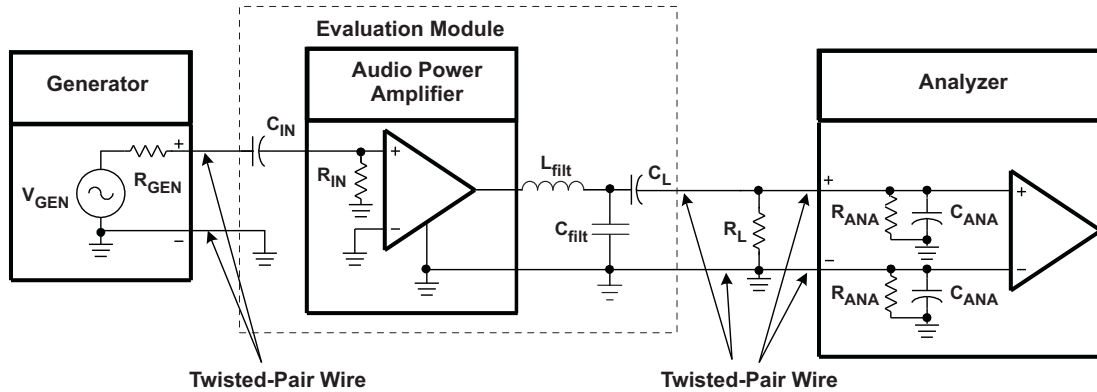 Evaluation Module
Generator
Audio Power
Amplifier
Analyzer
C_IN
+
R_GEN
V_GEN
−
R_IN
+
−
L_filt
C_L
C_filt
R_L
+
R_ANA
C_ANA
+
−
R_ANA
C_ANA
−
Twisted-Pair Wire
Twisted-Pair Wire